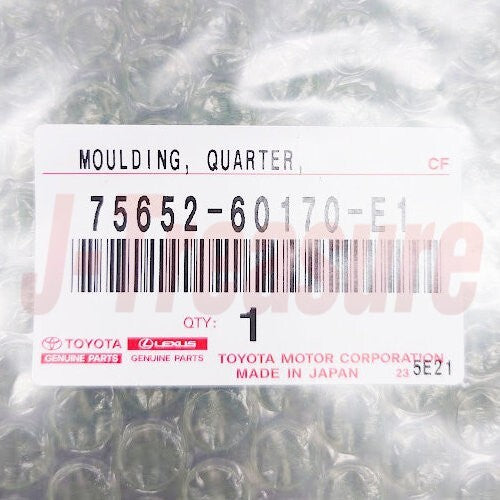 MOULDING, QUARTER,
CF
75652-60170-E1
J-Treasure
QTY: 1
TOYOTA
GENUINE PARTS
LEXUS
GENUINE PARTS
TOYOTA MOTOR CORPORATION
MADE IN JAPAN
23 5E21